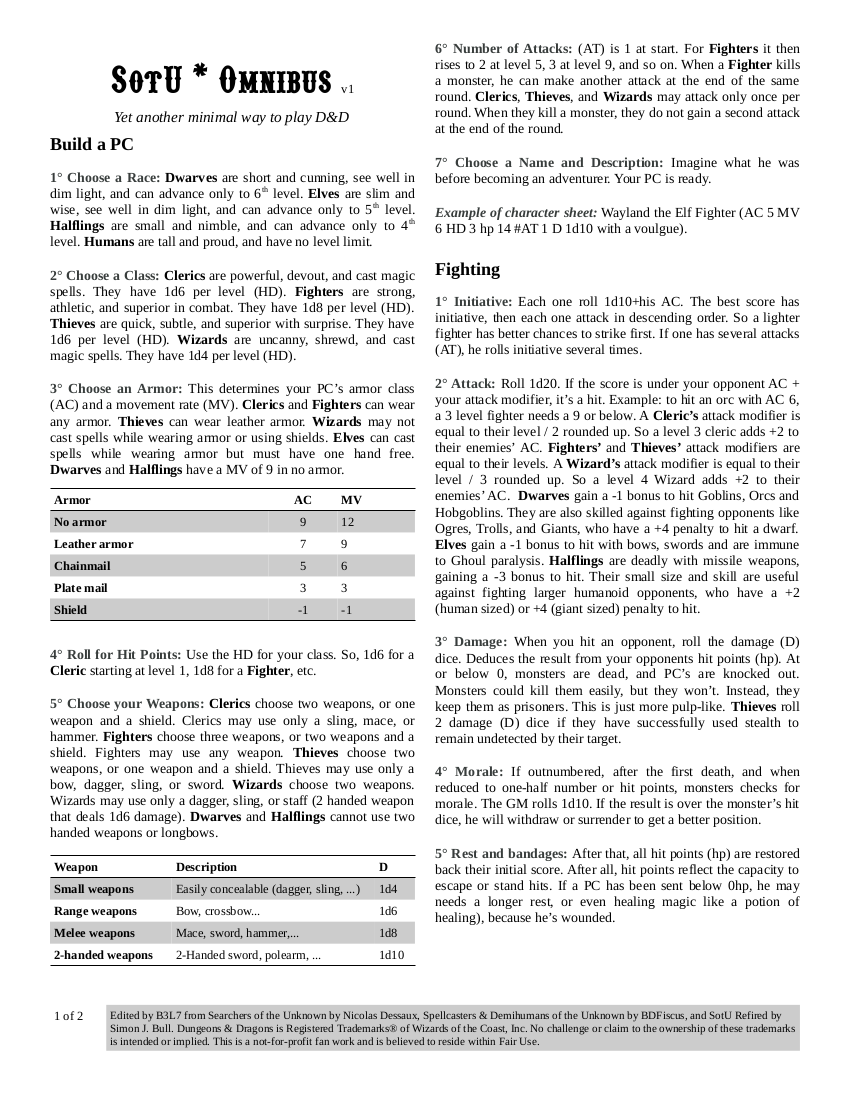 SotU * Omnibus v1
Yet another minimal way to play D&D
Build a PC
1° Choose a Race: Dwarves are short and cunning, see well in
dim light, and can advance only to 6th level. Elves are slim and
wise, see well in dim light, and can advance only to 5th level.
Halflings are small and nimble, and can advance only to 4th
level. Humans are tall and proud, and have no level limit.
2° Choose a Class: Clerics are powerful, devout, and cast magic
spells. They have 1d6 per level (HD). Fighters are strong,
athletic, and superior in combat. They have 1d8 per level (HD).
Thieves are quick, subtle, and superior with surprise. They have
1d6 per level (HD). Wizards are uncanny, shrewd, and cast
magic spells. They have 1d4 per level (HD).
3° Choose an Armor: This determines your PC's armor class
(AC) and a movement rate (MV). Clerics and Fighters can wear
any armor. Thieves can wear leather armor. Wizards may not
cast spells while wearing armor or using shields. Elves can cast
spells while wearing armor but must have one hand free.
Dwarves and Halflings have a MV of 9 in no armor.
Armor AC MV
No armor 9 12
Leather armor 7 9
Chainmail 5 6
Plate mail 3 3
Shield -1 -1
4° Roll for Hit Points: Use the HD for your class. So, 1d6 for a
Cleric starting at level 1, 1d8 for a Fighter, etc.
5° Choose your Weapons: Clerics choose two weapons, or one
weapon and a shield. Clerics may use only a sling, mace, or
hammer. Fighters choose three weapons, or two weapons and a
shield. Fighters may use any weapon. Thieves choose two
weapons, or one weapon and a shield. Thieves may use only a
bow, dagger, sling, or sword. Wizards choose two weapons.
Wizards may use only a dagger, sling, or staff (2 handed weapon
that deals 1d6 damage). Dwarves and Halflings cannot use two
handed weapons or longbows.
Weapon Description D
Small weapons Easily concealable (dagger, sling, ...) 1d4
Range weapons Bow, crossbow... 1d6
Melee weapons Mace, sword, hammer,... 1d8
2-handed weapons 2-Handed sword, polearm, ... 1d10
6° Number of Attacks: (AT) is 1 at start. For Fighters it then
rises to 2 at level 5, 3 at level 9, and so on. When a Fighter kills
a monster, he can make another attack at the end of the same
round. Clerics, Thieves, and Wizards may attack only once per
round. When they kill a monster, they do not gain a second attack
at the end of the round.
7° Choose a Name and Description: Imagine what he was
before becoming an adventurer. Your PC is ready.
Example of character sheet: Wayland the Elf Fighter (AC 5 MV
6 HD 3 hp 14 #AT 1 D 1d10 with a voulgue).
Fighting
1° Initiative: Each one roll 1d10+his AC. The best score has
initiative, then each one attack in descending order. So a lighter
fighter has better chances to strike first. If one has several attacks
(AT), he rolls initiative several times.
2° Attack: Roll 1d20. If the score is under your opponent AC +
your attack modifier, it's a hit. Example: to hit an orc with AC 6,
a 3 level fighter needs a 9 or below. A Cleric's attack modifier is
equal to their level / 2 rounded up. So a level 3 cleric adds +2 to
their enemies' AC. Fighters' and Thieves' attack modifiers are
equal to their levels. A Wizard's attack modifier is equal to their
level / 3 rounded up. So a level 4 Wizard adds +2 to their
enemies' AC. Dwarves gain a -1 bonus to hit Goblins, Orcs and
Hobgoblins. They are also skilled against fighting opponents like
Ogres, Trolls, and Giants, who have a +4 penalty to hit a dwarf.
Elves gain a -1 bonus to hit with bows, swords and are immune
to Ghoul paralysis. Halflings are deadly with missile weapons,
gaining a -3 bonus to hit. Their small size and skill are useful
against fighting larger humanoid opponents, who have a +2
(human sized) or +4 (giant sized) penalty to hit.
3° Damage: When you hit an opponent, roll the damage (D)
dice. Deduces the result from your opponents hit points (hp). At
or below 0, monsters are dead, and PC's are knocked out.
Monsters could kill them easily, but they won't. Instead, they
keep them as prisoners. This is just more pulp-like. Thieves roll
2 damage (D) dice if they have successfully used stealth to
remain undetected by their target.
4° Morale: If outnumbered, after the first death, and when
reduced to one-half number or hit points, monsters checks for
morale. The GM rolls 1d10. If the result is over the monster's hit
dice, he will withdraw or surrender to get a better position.
5° Rest and bandages: After that, all hit points (hp) are restored
back their initial score. After all, hit points reflect the capacity to
escape or stand hits. If a PC has been sent below 0hp, he may
needs a longer rest, or even healing magic like a potion of
healing), because he's wounded.
1 of 2
Edited by B3L7 from Searchers of the Unknown by Nicolas Dessaux, Spellcasters & Demihumans of the Unknown by BDFiscus, and SotU Refired by
Simon J. Bull. Dungeons & Dragons is Registered Trademarks® of Wizards of the Coast, Inc. No challenge or claim to the ownership of these trademarks
is intended or implied. This is a not-for-profit fan work and is believed to reside within Fair Use.